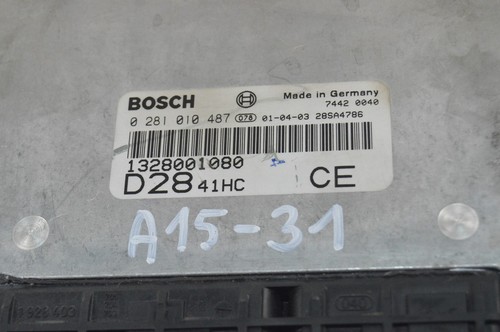 BOSCH Made in Germany
7442 0040
0 281 010 487 078 01-04-03 28SA4786
1328001080
D28 41HC CE
A15-31